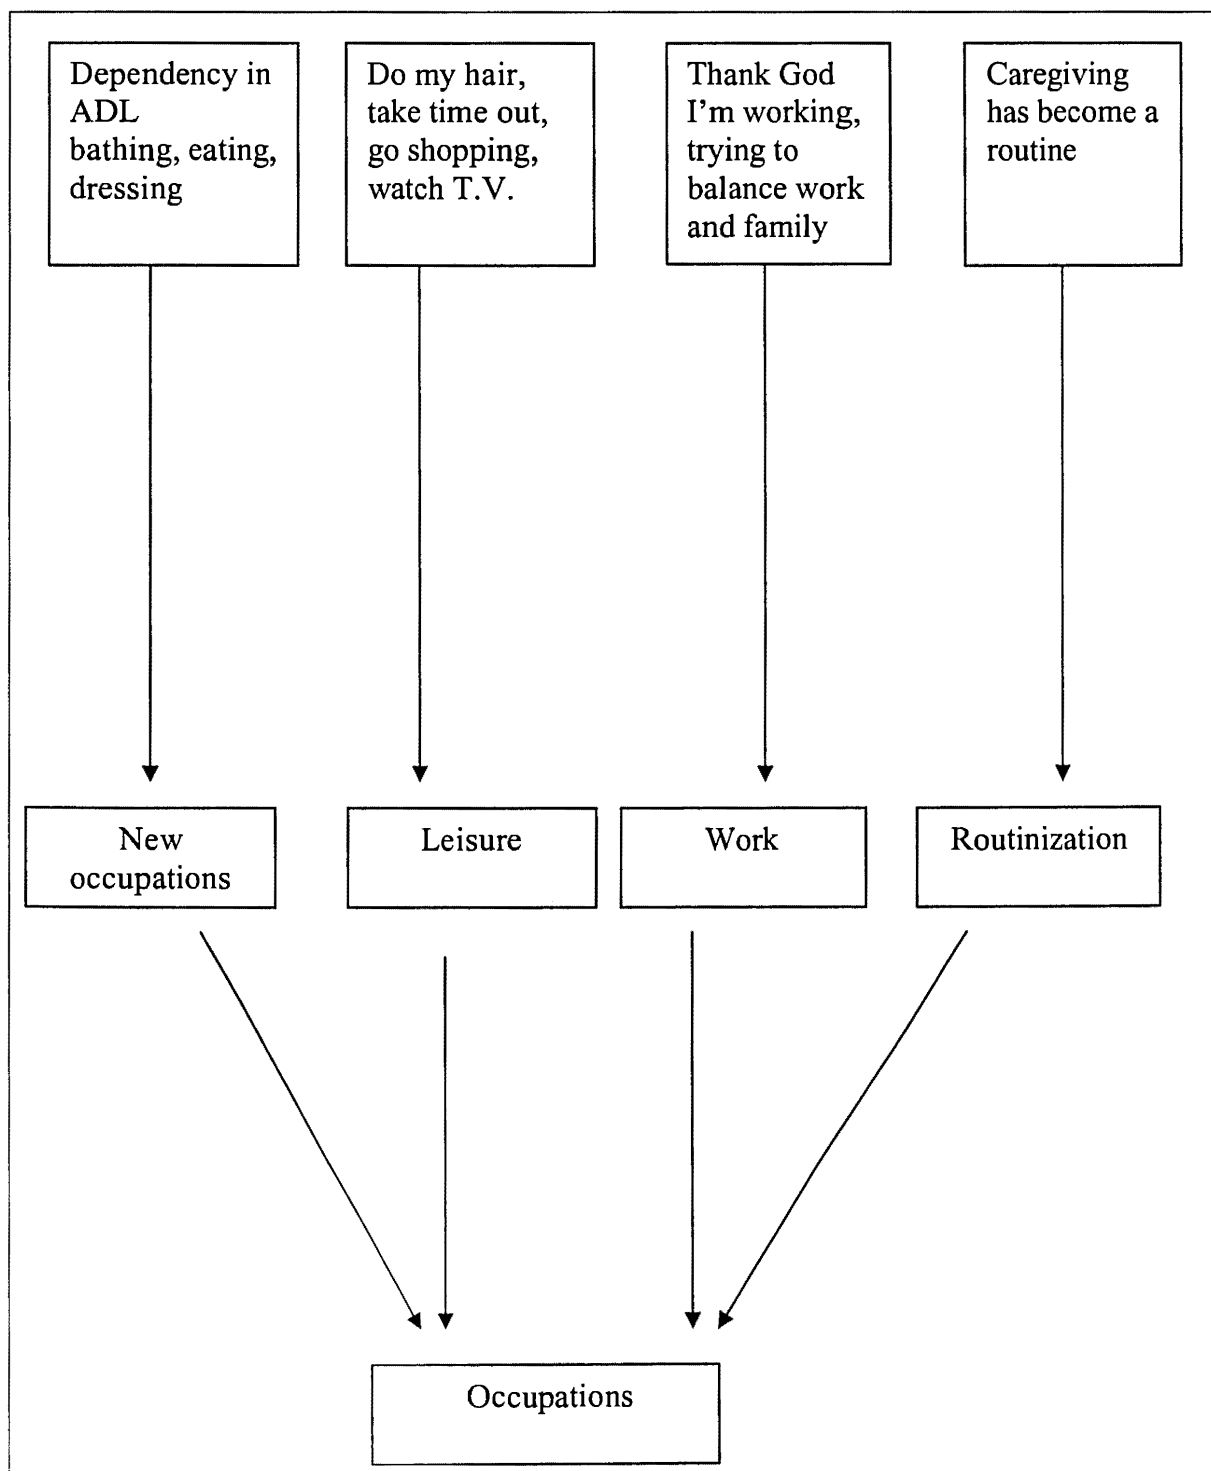 Dependency in
ADL
bathing, eating,
dressing
Do my hair,
take time out,
go shopping,
watch T.V.
Thank God
I'm working,
trying to
balance work
and family
Caregiving
has become a
routine
New
occupations
Leisure
Work
Routinization
Occupations